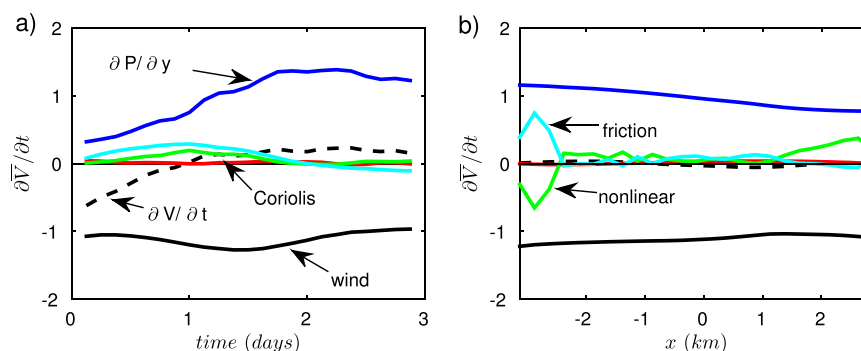 a)
2
1
0
-1
-2
∂V̅/∂t
∂ P/ ∂ y
∂ V/ ∂ t
Coriolis
wind
0 1 2 3
time (days)
b)
2
1
0
-1
-2
∂V̅/∂t
friction
nonlinear
-2 -1 0 1 2
x (km)